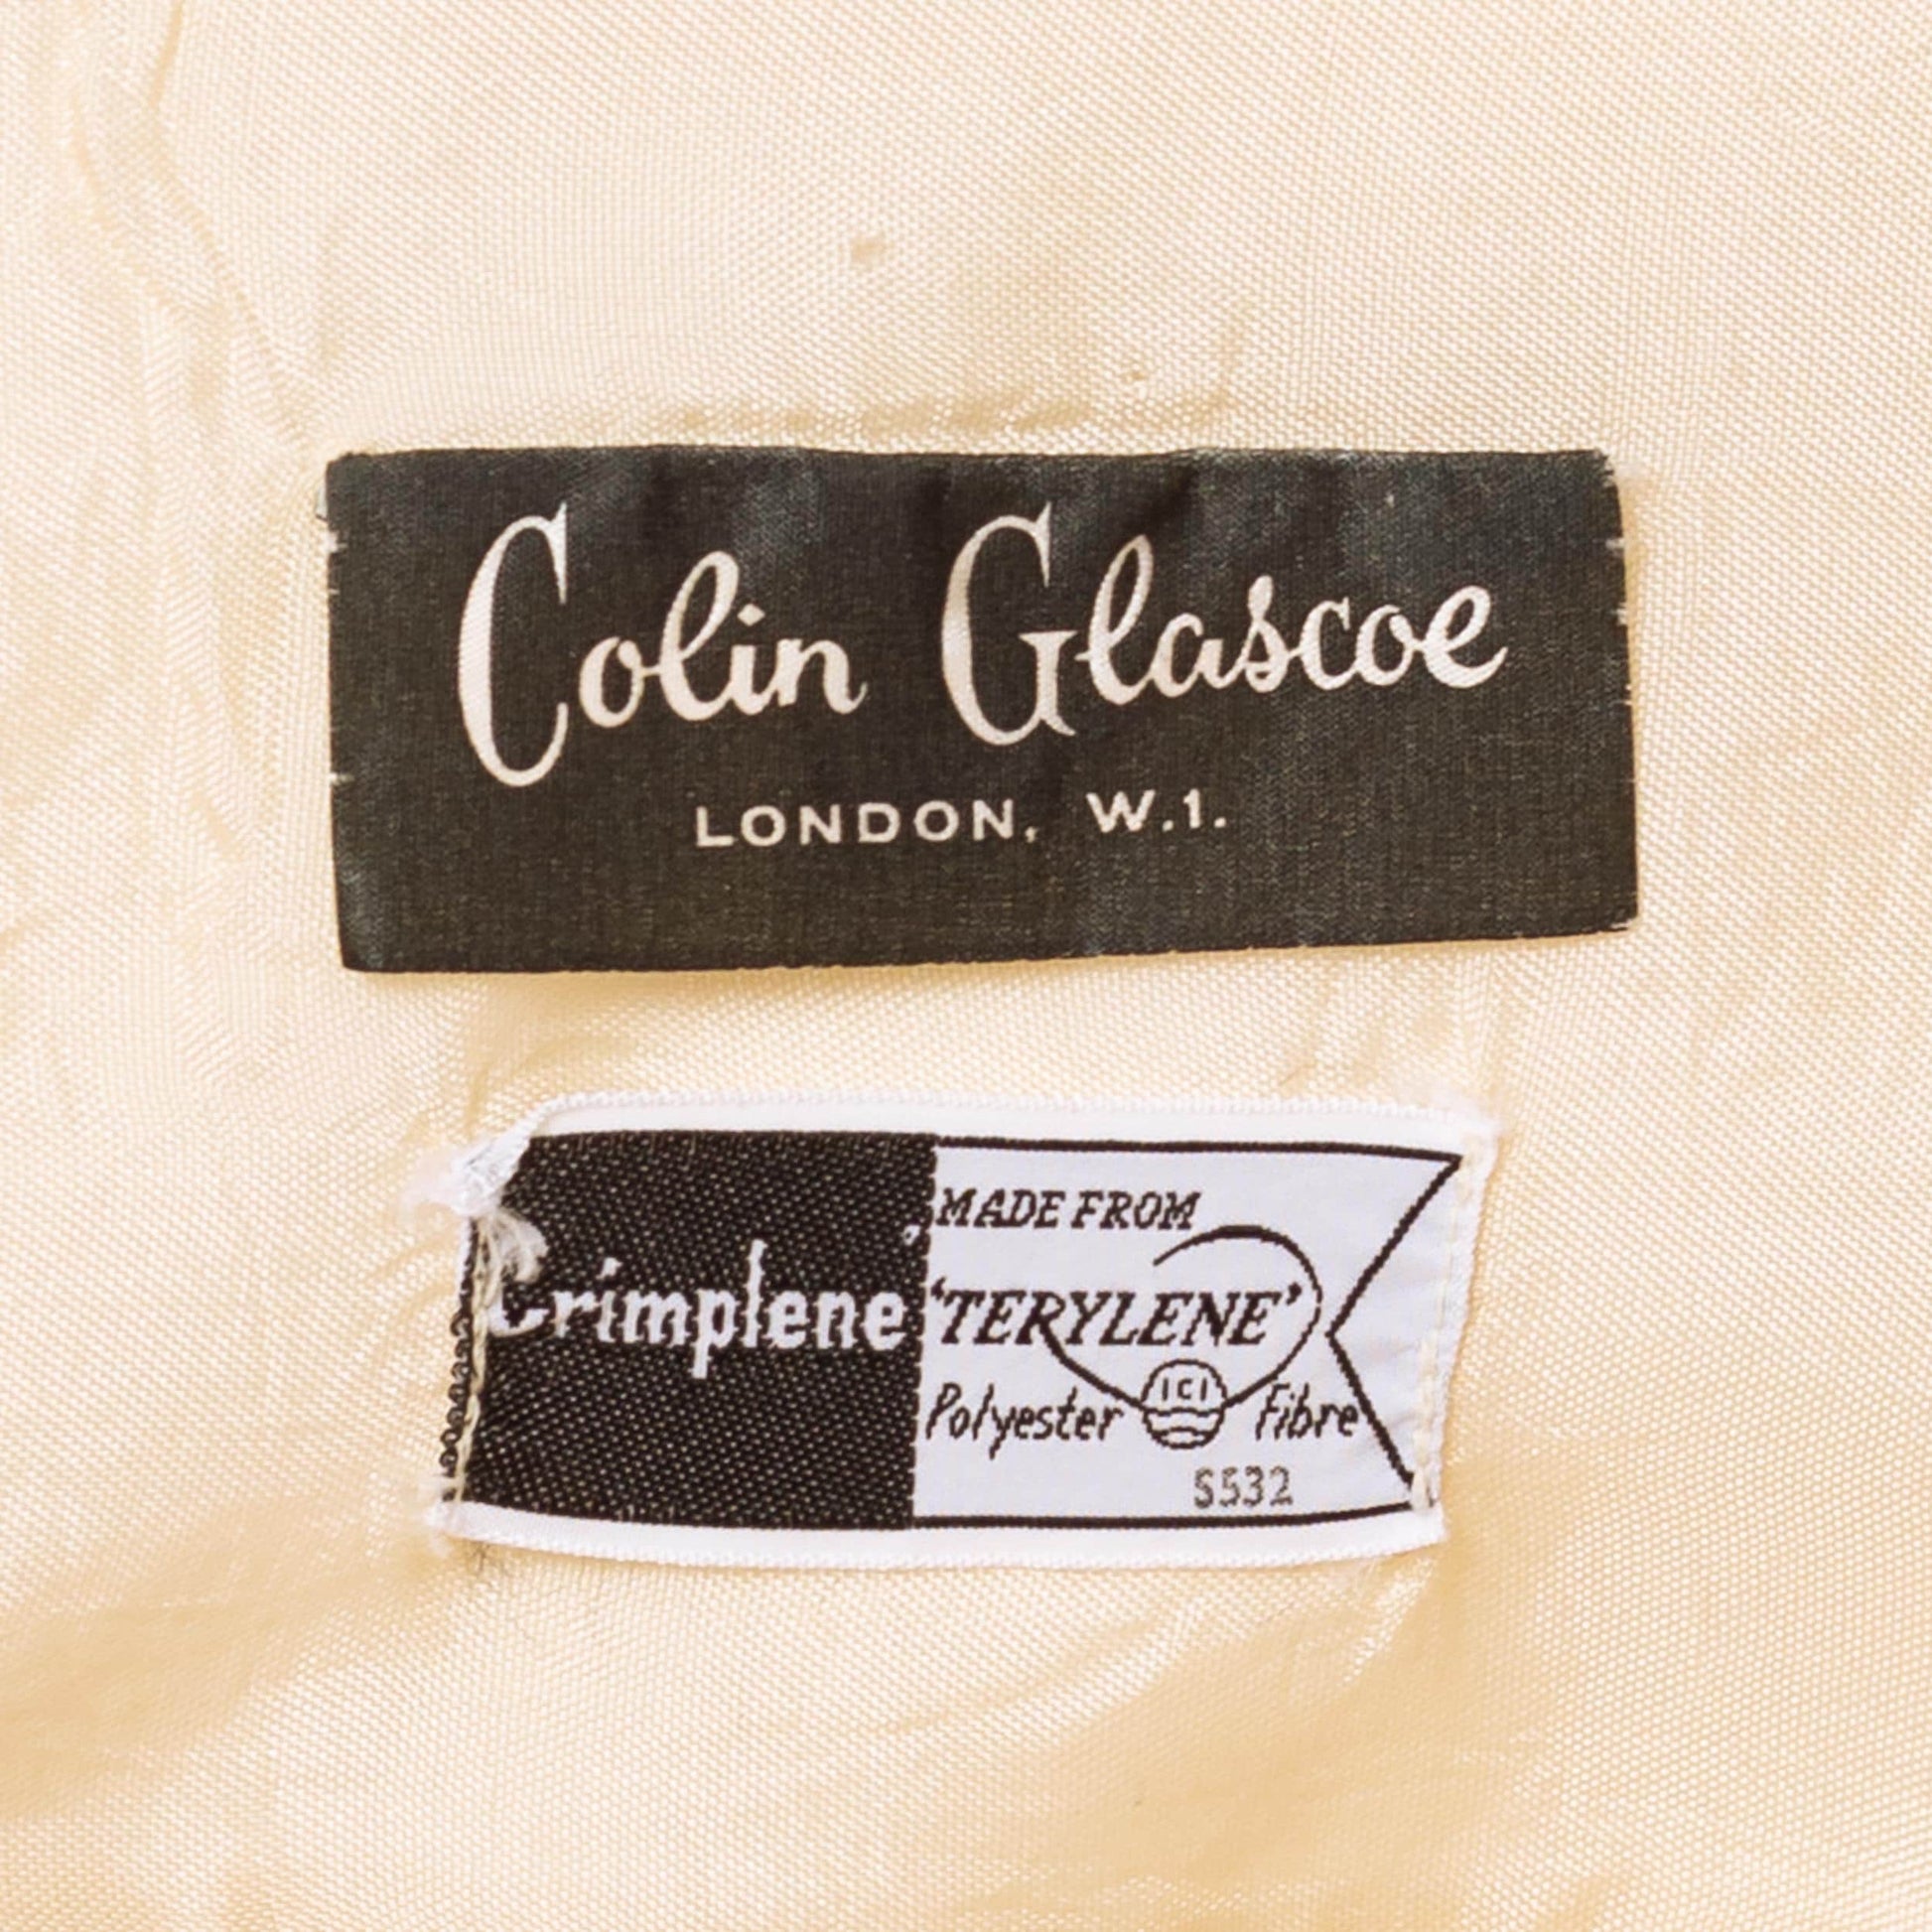 Colin Glascoe
LONDON, W.1.
Crimplene'
MADE FROM
'TERYLENE'
Polyester ICI Fibre
S532